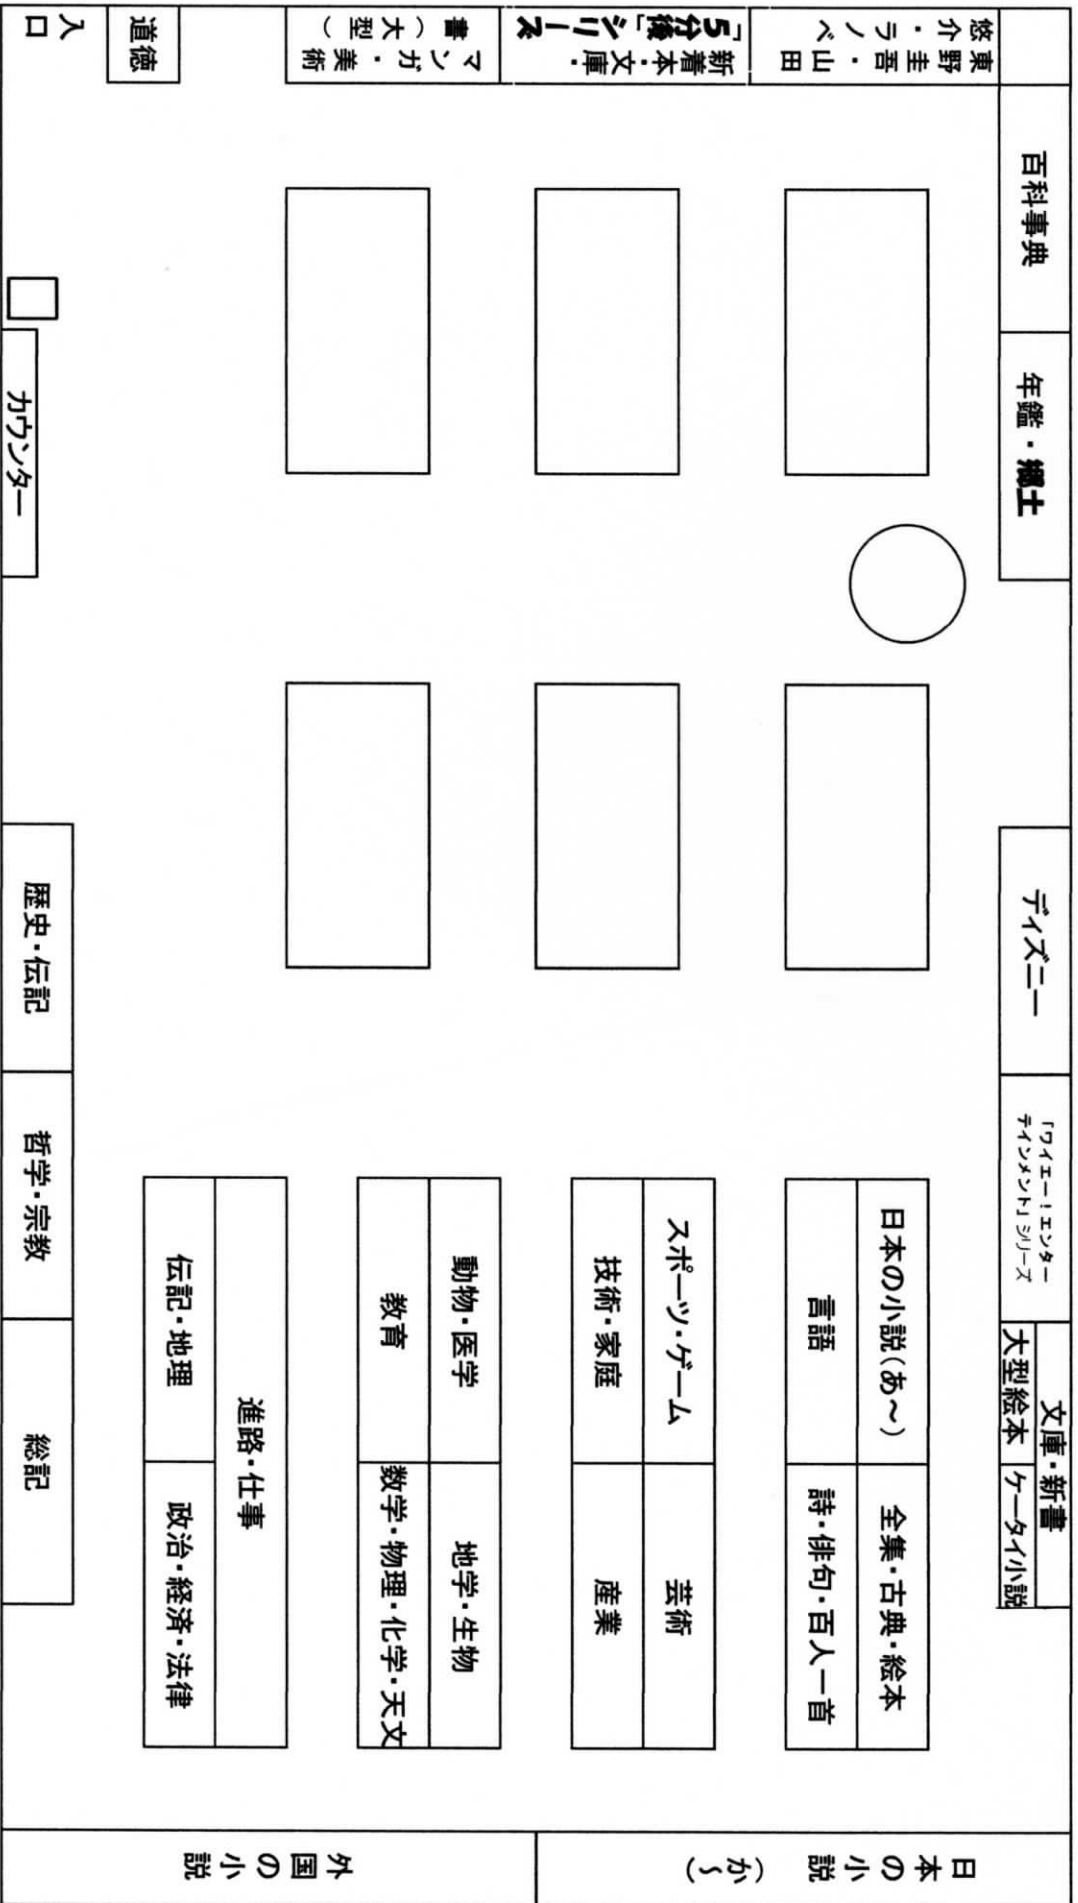 百科事典
年鑑・郷土
ディズニー
「ワイエー！エンター
テインメント」シリーズ
文庫・新書
大型絵本
ケータイ小説
東野圭吾・山田
悠介・ラノベ
新着本・文庫・
「5分後」シリーズ
マンガ・美術
書（大型）
道徳
入口
日本の小説(あ～)
全集・古典・絵本
言語
詩・俳句・百人一首
スポーツ・ゲーム
芸術
技術・家庭
産業
動物・医学
地学・生物
教育
数学・物理・化学・天文
進路・仕事
伝記・地理
政治・経済・法律
日本の小説（か～）
外国の小説
カウンター
歴史・伝記
哲学・宗教
総記